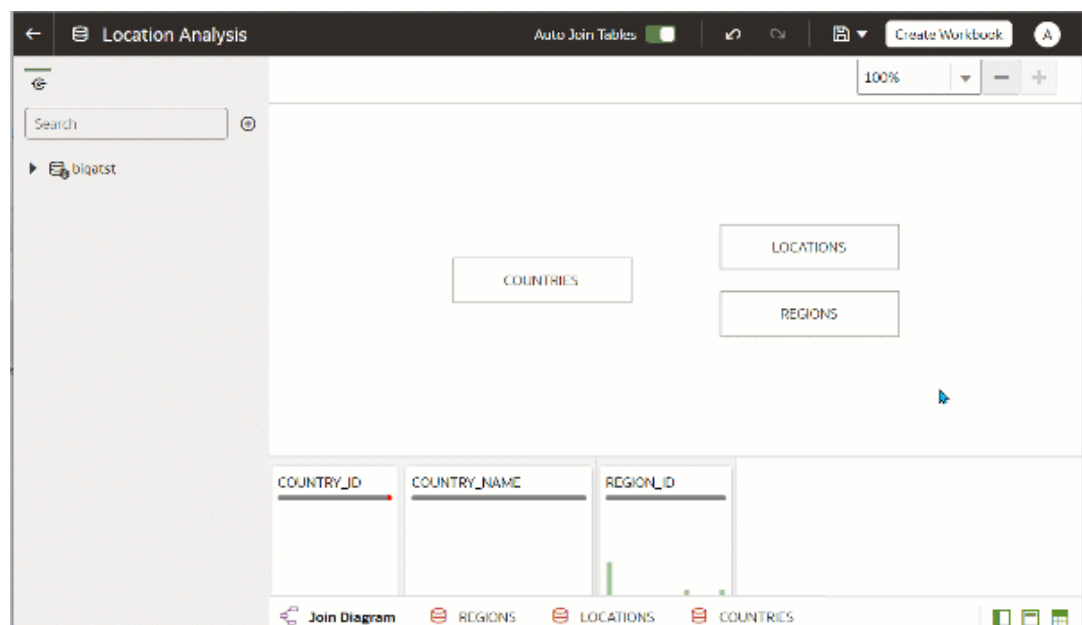 Location Analysis
Auto Join Tables
Create Workbook
A
100%
Search
biqatst
LOCATIONS
COUNTRIES
REGIONS
COUNTRY_ID
COUNTRY_NAME
REGION_ID
Join Diagram
REGIONS
LOCATIONS
COUNTRIES